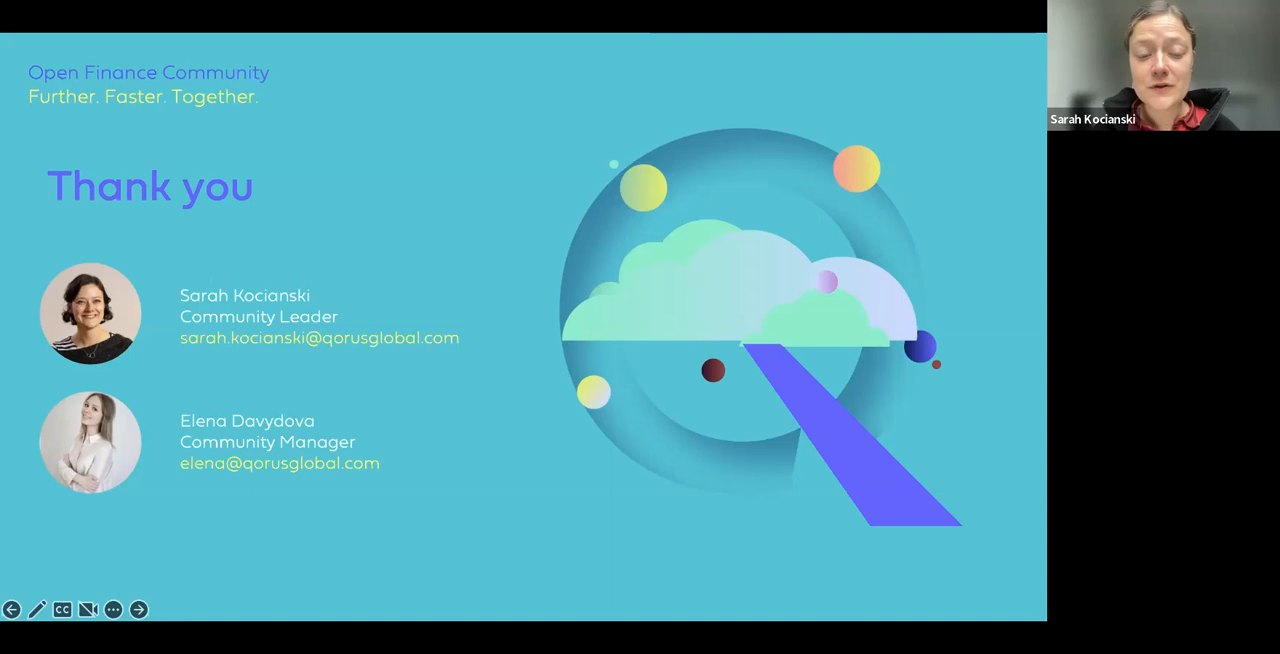 Open Finance Community
Further. Faster. Together.
Thank you
Sarah Kocianski
Community Leader
sarah.kocianski@qorusglobal.com
Elena Davydova
Community Manager
elena@qorusglobal.com
CC
Sarah Kocianski